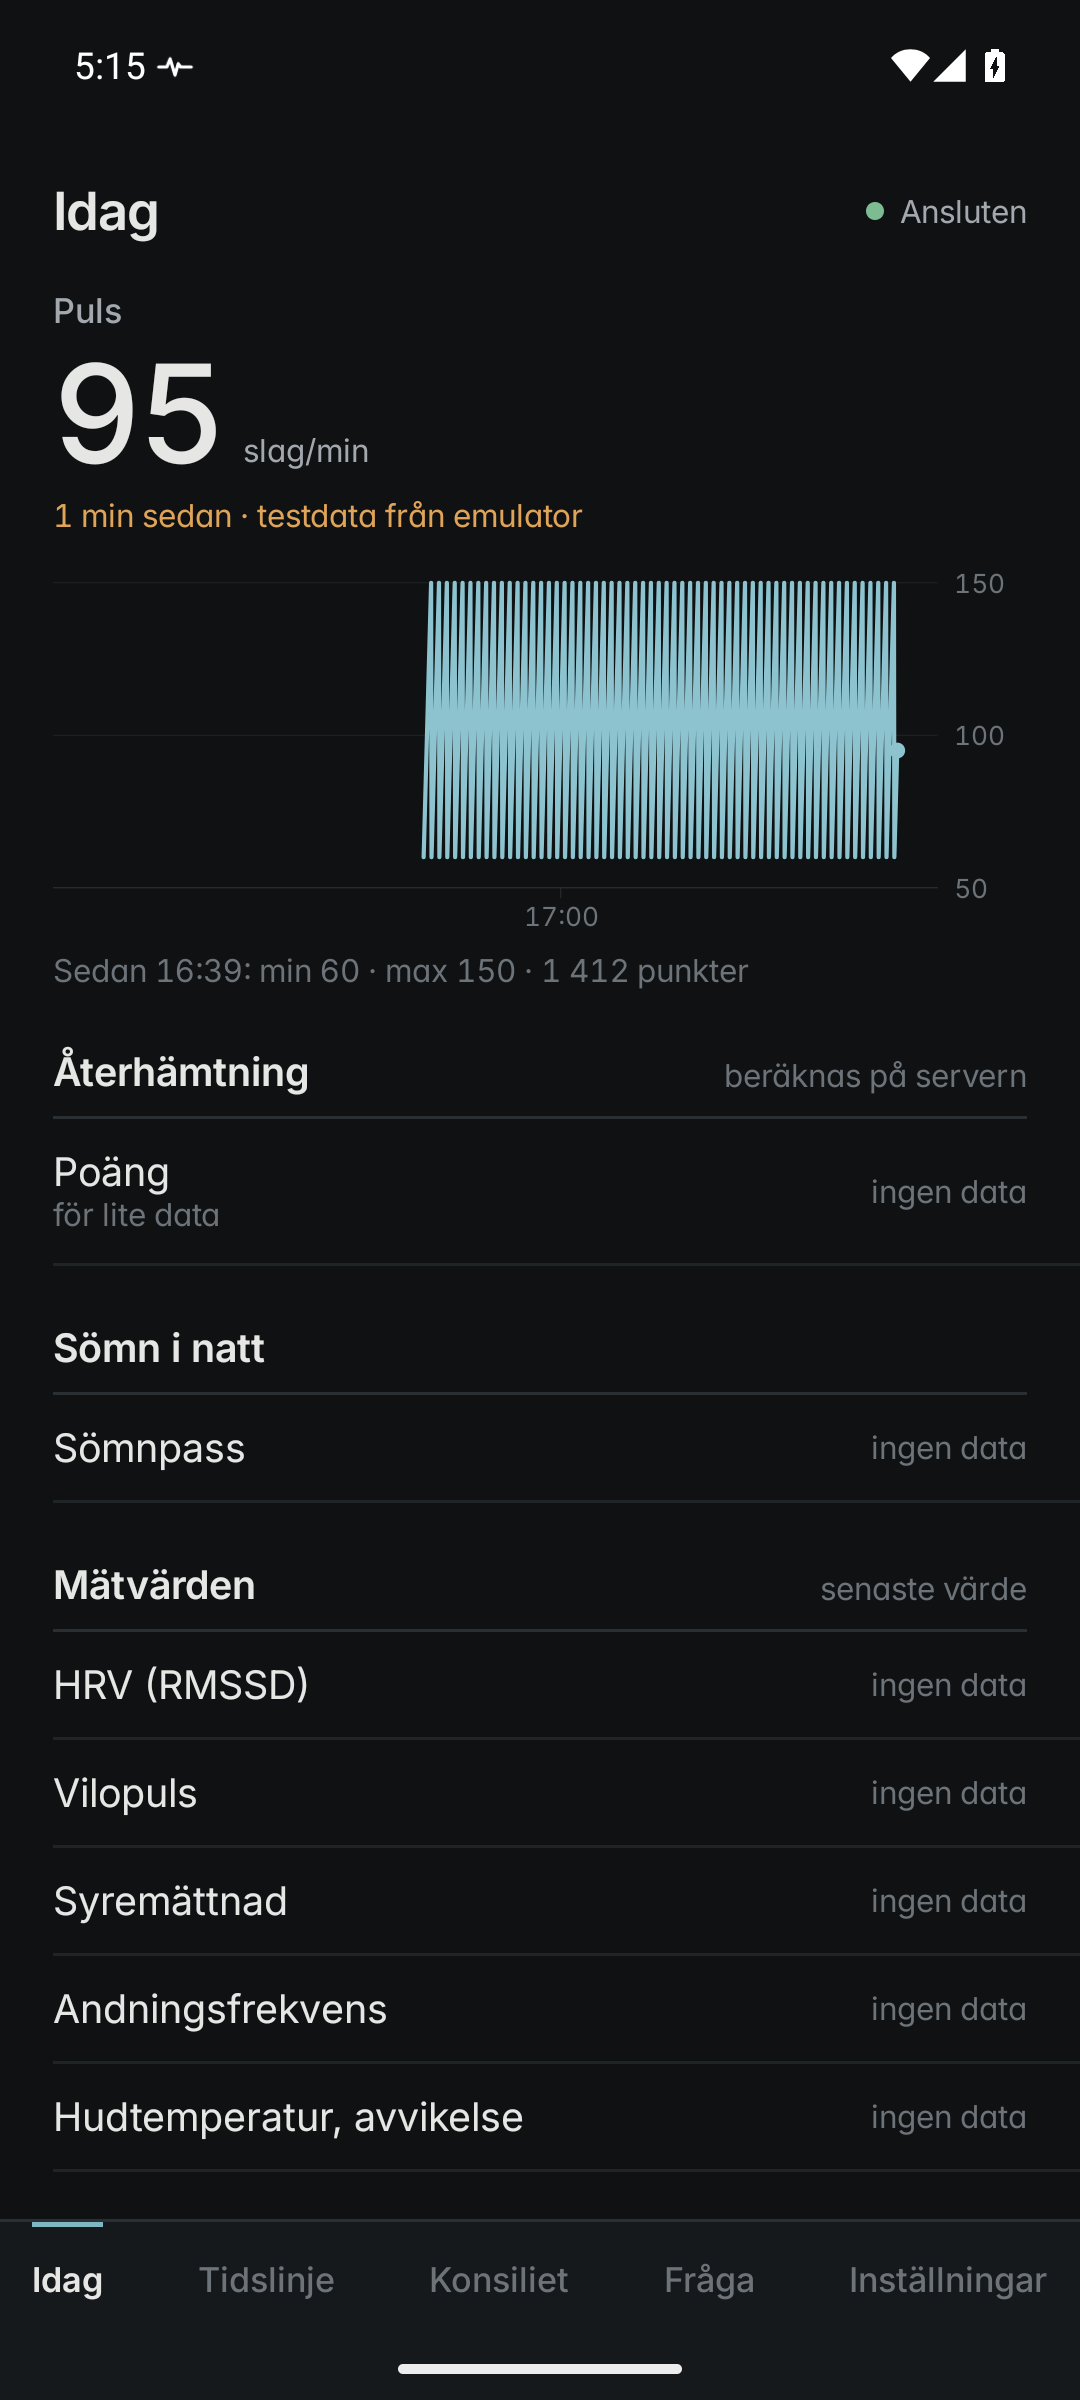 5:15
Idag
Ansluten
Puls
95 slag/min
1 min sedan · testdata från emulator
150
100
50
17:00
Sedan 16:39: min 60 · max 150 · 1 412 punkter
Återhämtning
beräknas på servern
Poäng
för lite data
ingen data
Sömn i natt
Sömnpass
ingen data
Mätvärden
senaste värde
HRV (RMSSD)
ingen data
Vilopuls
ingen data
Syremättnad
ingen data
Andningsfrekvens
ingen data
Hudtemperatur, avvikelse
ingen data
Idag
Tidslinje
Konsiliet
Fråga
Inställningar